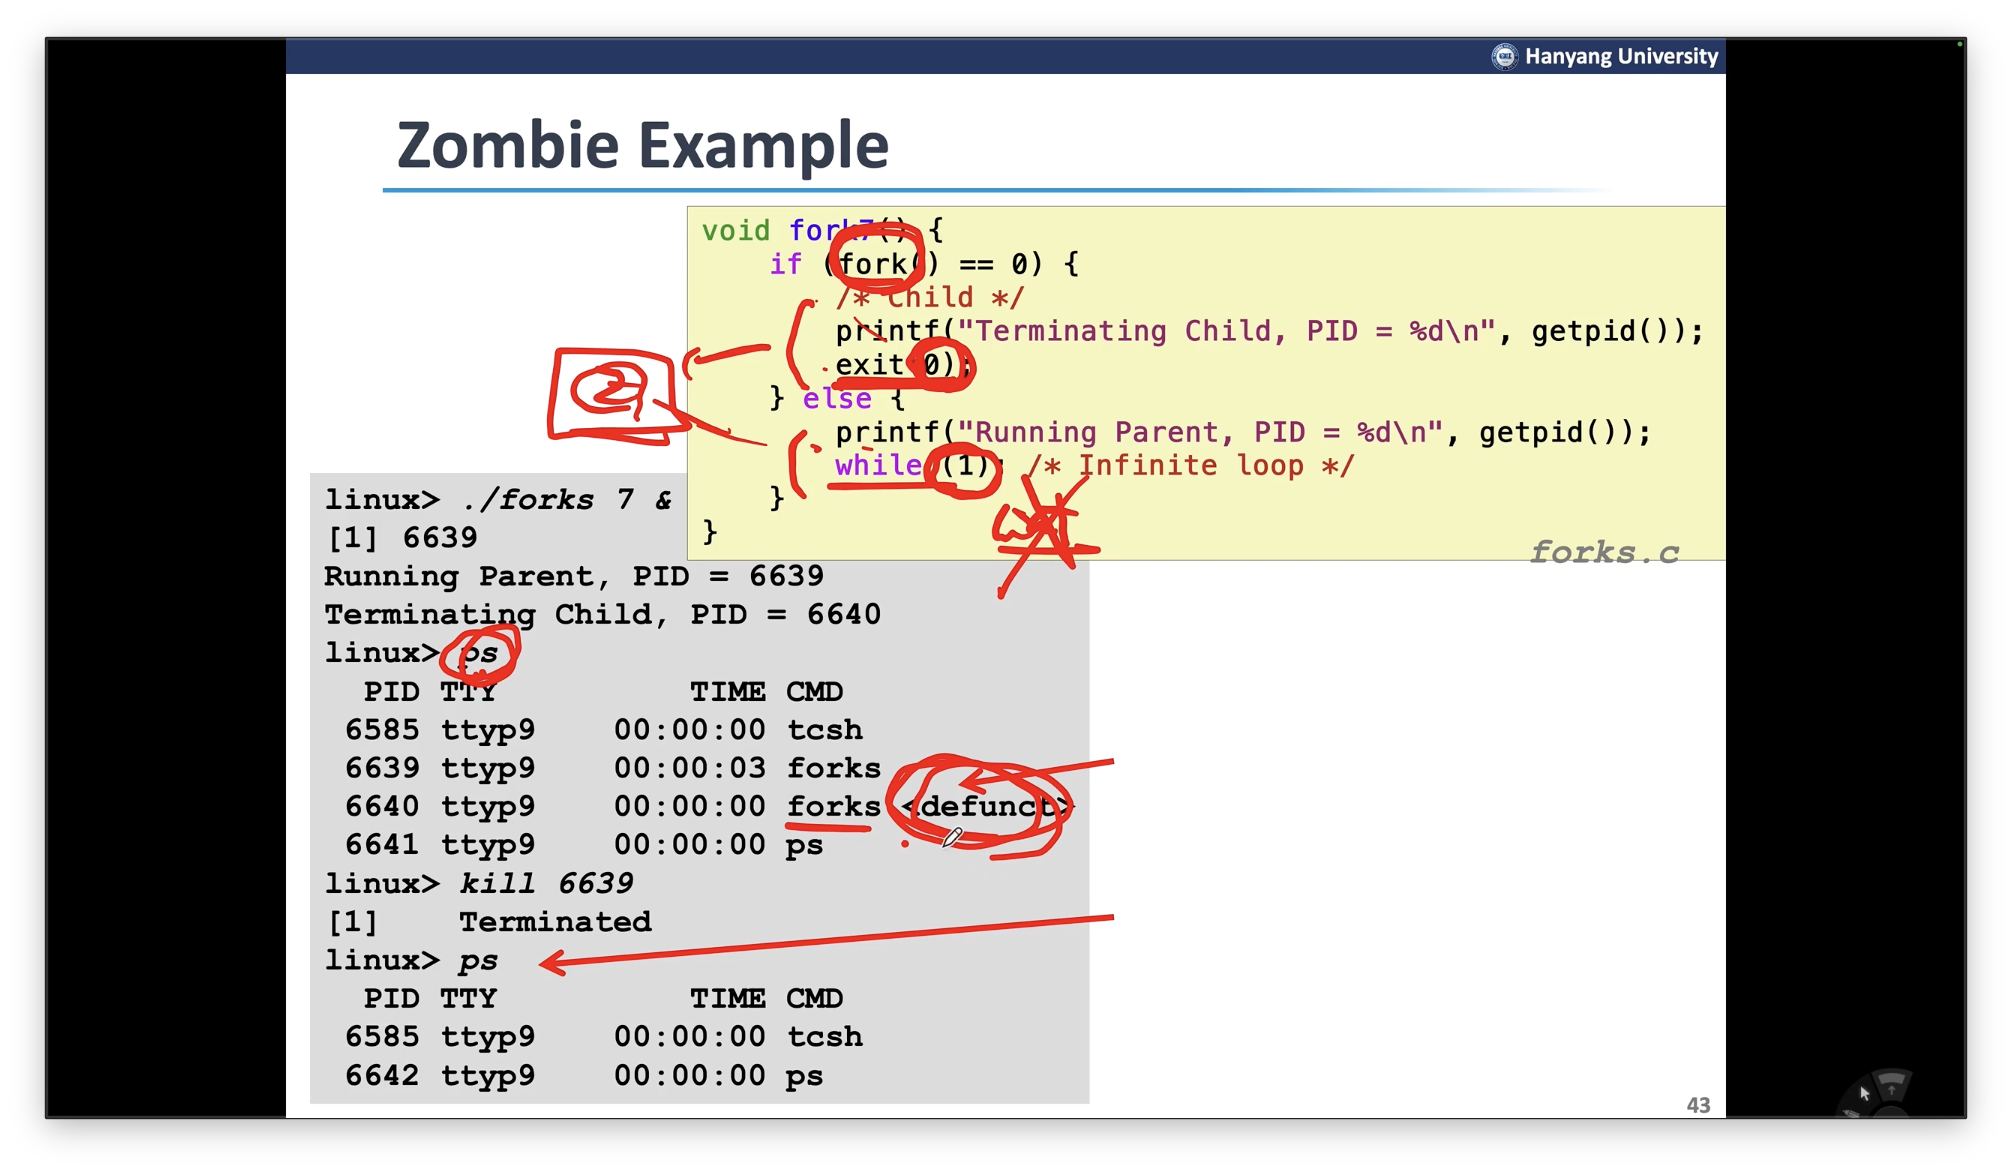 Hanyang University
Zombie Example
void fork7() {
if (fork() == 0) {
/* Child */
printf("Terminating Child, PID = %d\n", getpid());
exit(0);
} else {
printf("Running Parent, PID = %d\n", getpid());
while (1); /* Infinite loop */
}
}
forks.c
2
linux> ./forks 7 &
[1] 6639
Running Parent, PID = 6639
Terminating Child, PID = 6640
linux> ps
PID TTY TIME CMD
6585 ttyp9 00:00:00 tcsh
6639 ttyp9 00:00:03 forks
6640 ttyp9 00:00:00 forks <defunct>
6641 ttyp9 00:00:00 ps
linux> kill 6639
[1] Terminated
linux> ps
PID TTY TIME CMD
6585 ttyp9 00:00:00 tcsh
6642 ttyp9 00:00:00 ps
43